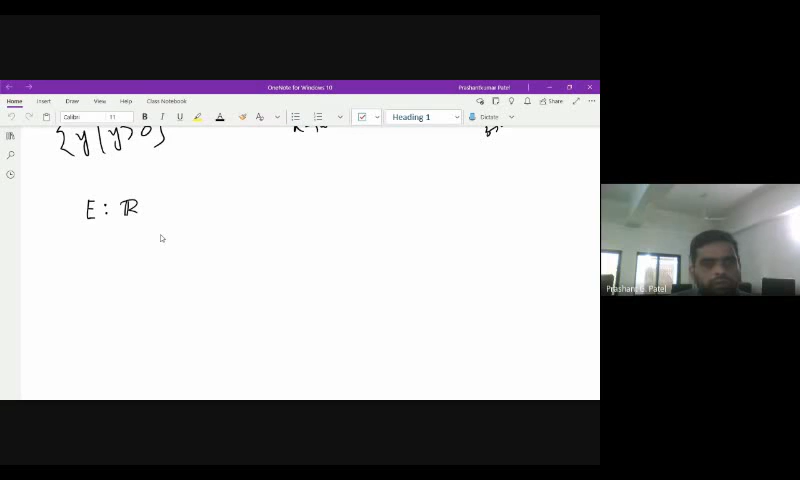 OneNote for Windows 10
Prashantkumar Patel
Home Insert Draw View Help Class Notebook
Share
Calibri 11 B I U A Heading 1 Dictate
{y | y > 0}
E : ℝ
Prashant G. Patel